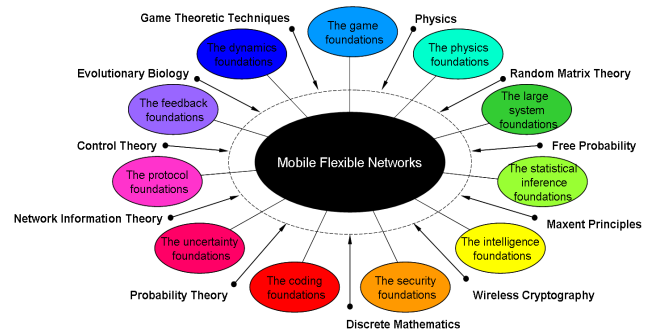 Game Theoretic Techniques
The game
foundations
Physics
The dynamics
foundations
The physics
foundations
Evolutionary Biology
Random Matrix Theory
The feedback
foundations
The large
system
foundations
Control Theory
Free Probability
Mobile Flexible Networks
The protocol
foundations
The statistical
inference
foundations
Network Information Theory
Maxent Principles
The uncertainty
foundations
The intelligence
foundations
Probability Theory
The coding
foundations
The security
foundations
Wireless Cryptography
Discrete Mathematics